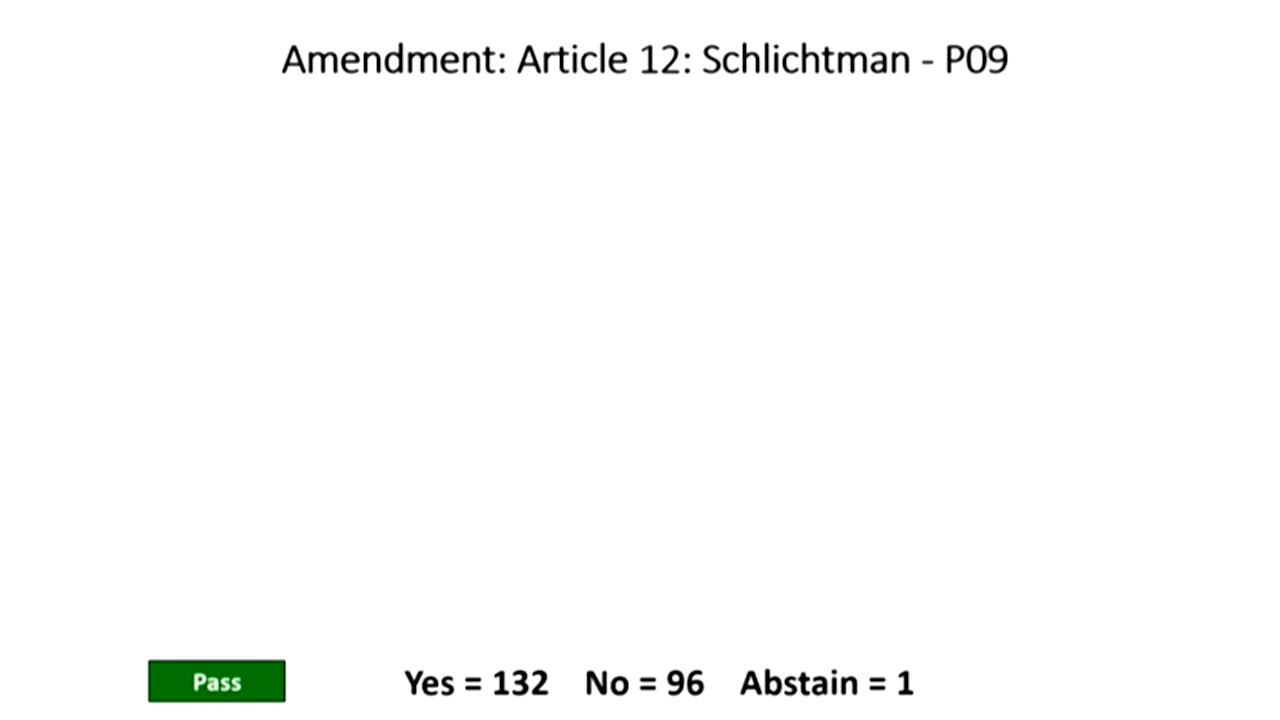 Amendment: Article 12: Schlichtman - P09
Pass Yes = 132 No = 96 Abstain = 1